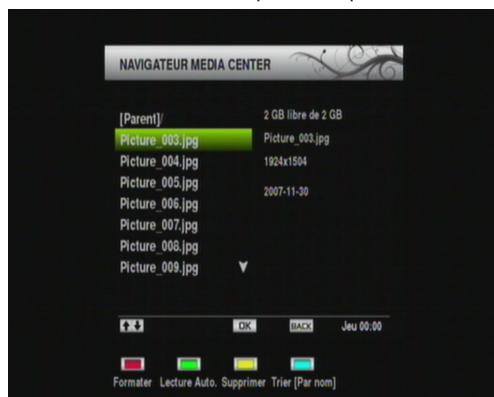 NAVIGATEUR MEDIA CENTER
[Parent]/
2 GB libre de 2 GB
Picture_003.jpg
Picture_003.jpg
Picture_004.jpg
1924x1504
Picture_005.jpg
2007-11-30
Picture_006.jpg
Picture_007.jpg
Picture_008.jpg
Picture_009.jpg
OK BACK Jeu 00:00
Formater Lecture Auto. Supprimer Trier [Par nom]